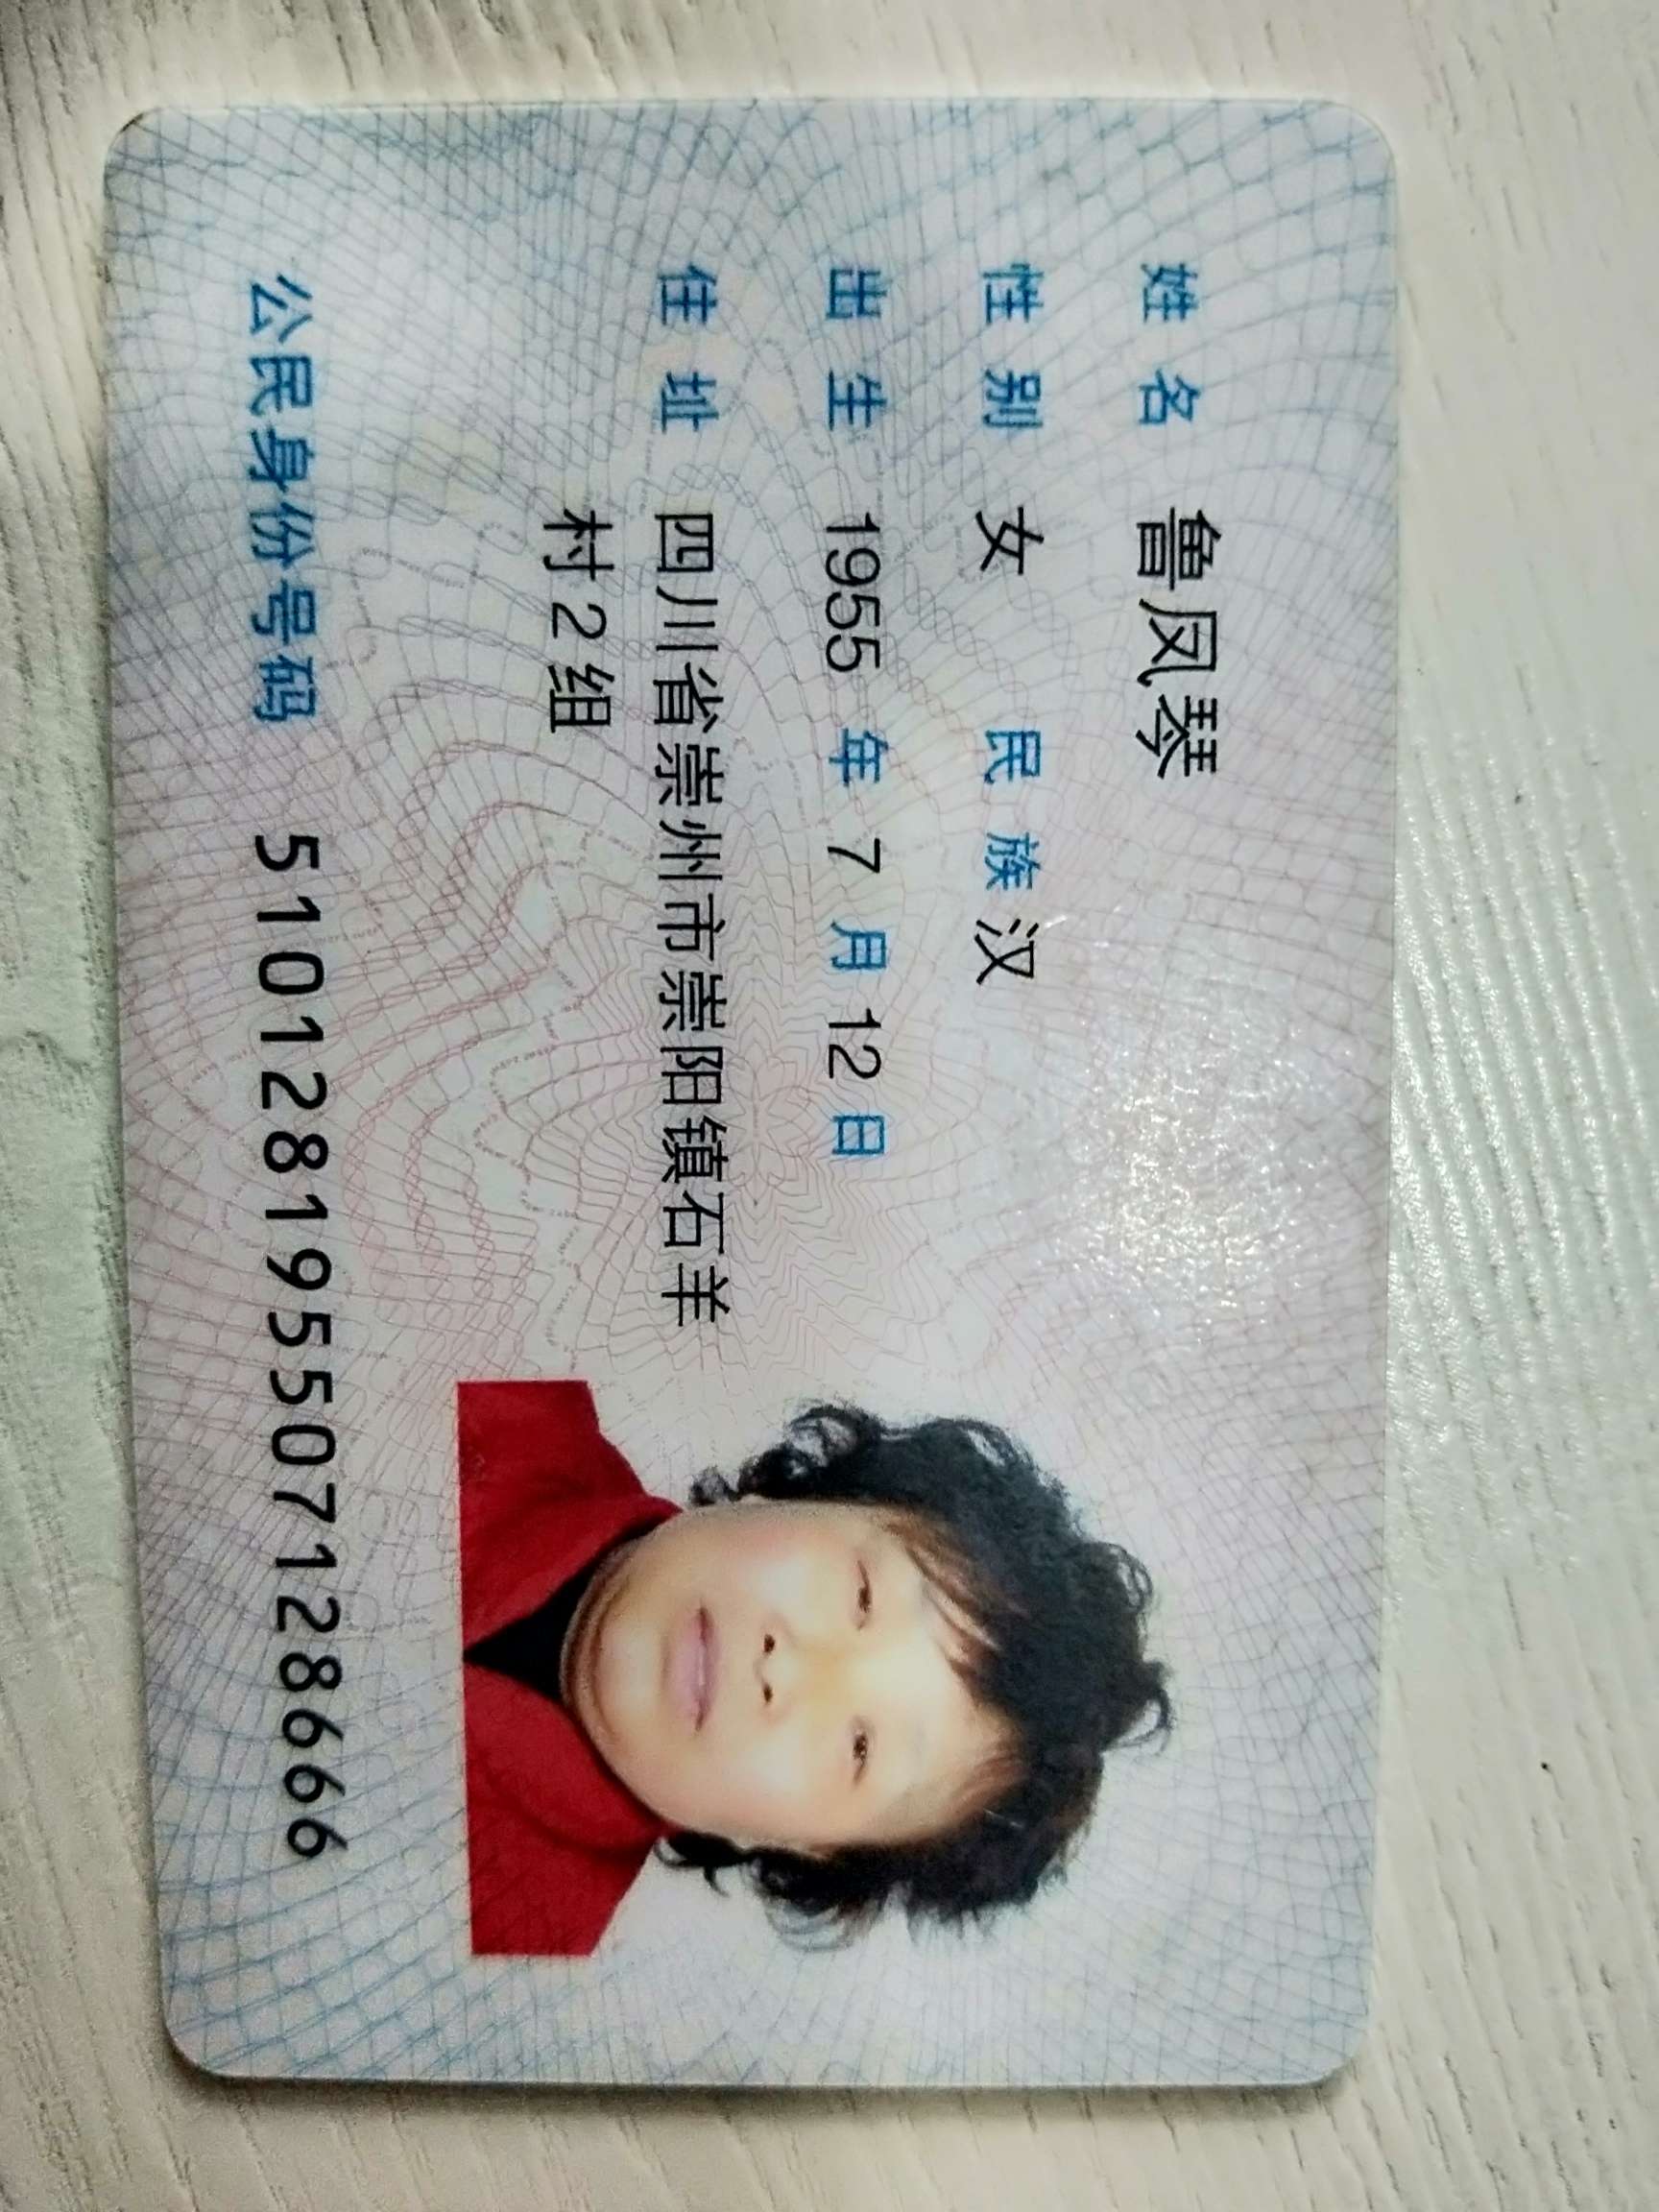 姓名 鲁凤琴
性别 女 民族 汉
出生 1955 年 7 月 12 日
住址 四川省崇州市崇阳镇石羊
村2组
公民身份号码 510128195507128666